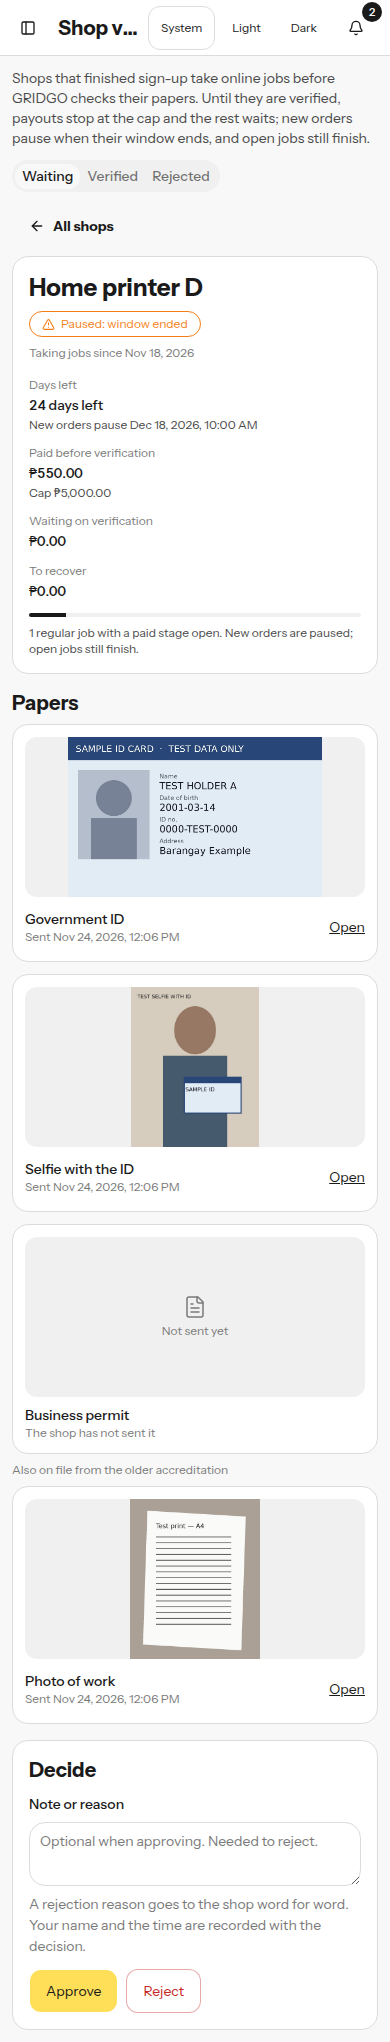 Shop v...
System
Light
Dark
2
Shops that finished sign-up take online jobs before
GRIDGO checks their papers. Until they are verified,
payouts stop at the cap and the rest waits; new orders
pause when their window ends, and open jobs still finish.
Waiting
Verified
Rejected
All shops
Home printer D
Paused: window ended
Taking jobs since Nov 18, 2026
Days left
24 days left
New orders pause Dec 18, 2026, 10:00 AM
Paid before verification
₱550.00
Cap ₱5,000.00
Waiting on verification
₱0.00
To recover
₱0.00
1 regular job with a paid stage open. New orders are paused;
open jobs still finish.
Papers
SAMPLE ID CARD · TEST DATA ONLY
Name
TEST HOLDER A
Date of birth
2001-03-14
ID no.
0000-TEST-0000
Address
Barangay Example
Government ID
Sent Nov 24, 2026, 12:06 PM
Open
TEST SELFIE WITH ID
SAMPLE ID
Selfie with the ID
Sent Nov 24, 2026, 12:06 PM
Open
Not sent yet
Business permit
The shop has not sent it
Also on file from the older accreditation
Test print — A4
Photo of work
Sent Nov 24, 2026, 12:06 PM
Open
Decide
Note or reason
Optional when approving. Needed to reject.
A rejection reason goes to the shop word for word.
Your name and the time are recorded with the
decision.
Approve
Reject